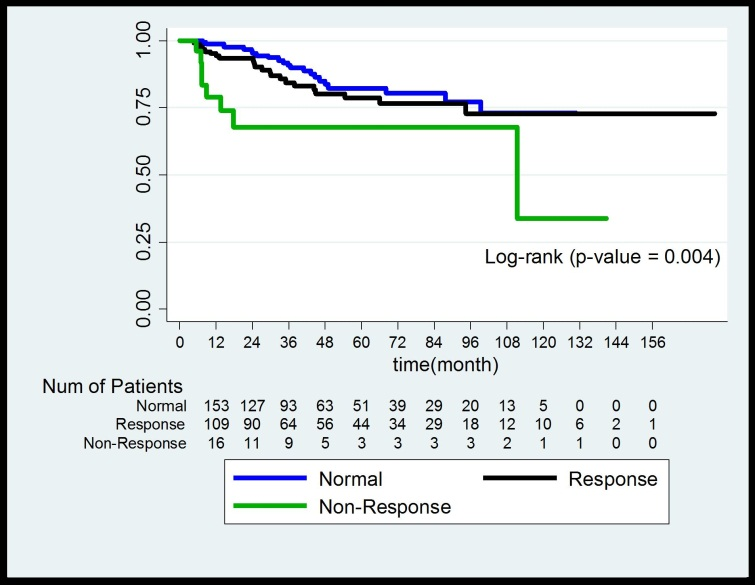 1.00
0.75
0.50
0.25
0.00
Log-rank (p-value = 0.004)
0 12 24 36 48 60 72 84 96 108 120 132 144 156
time(month)
Num of Patients
Normal 153 127 93 63 51 39 29 20 13 5 0 0 0
Response 109 90 64 56 44 34 29 18 12 10 6 2 1
Non-Response 16 11 9 5 3 3 3 3 2 1 1 0 0
Normal Response
Non-Response